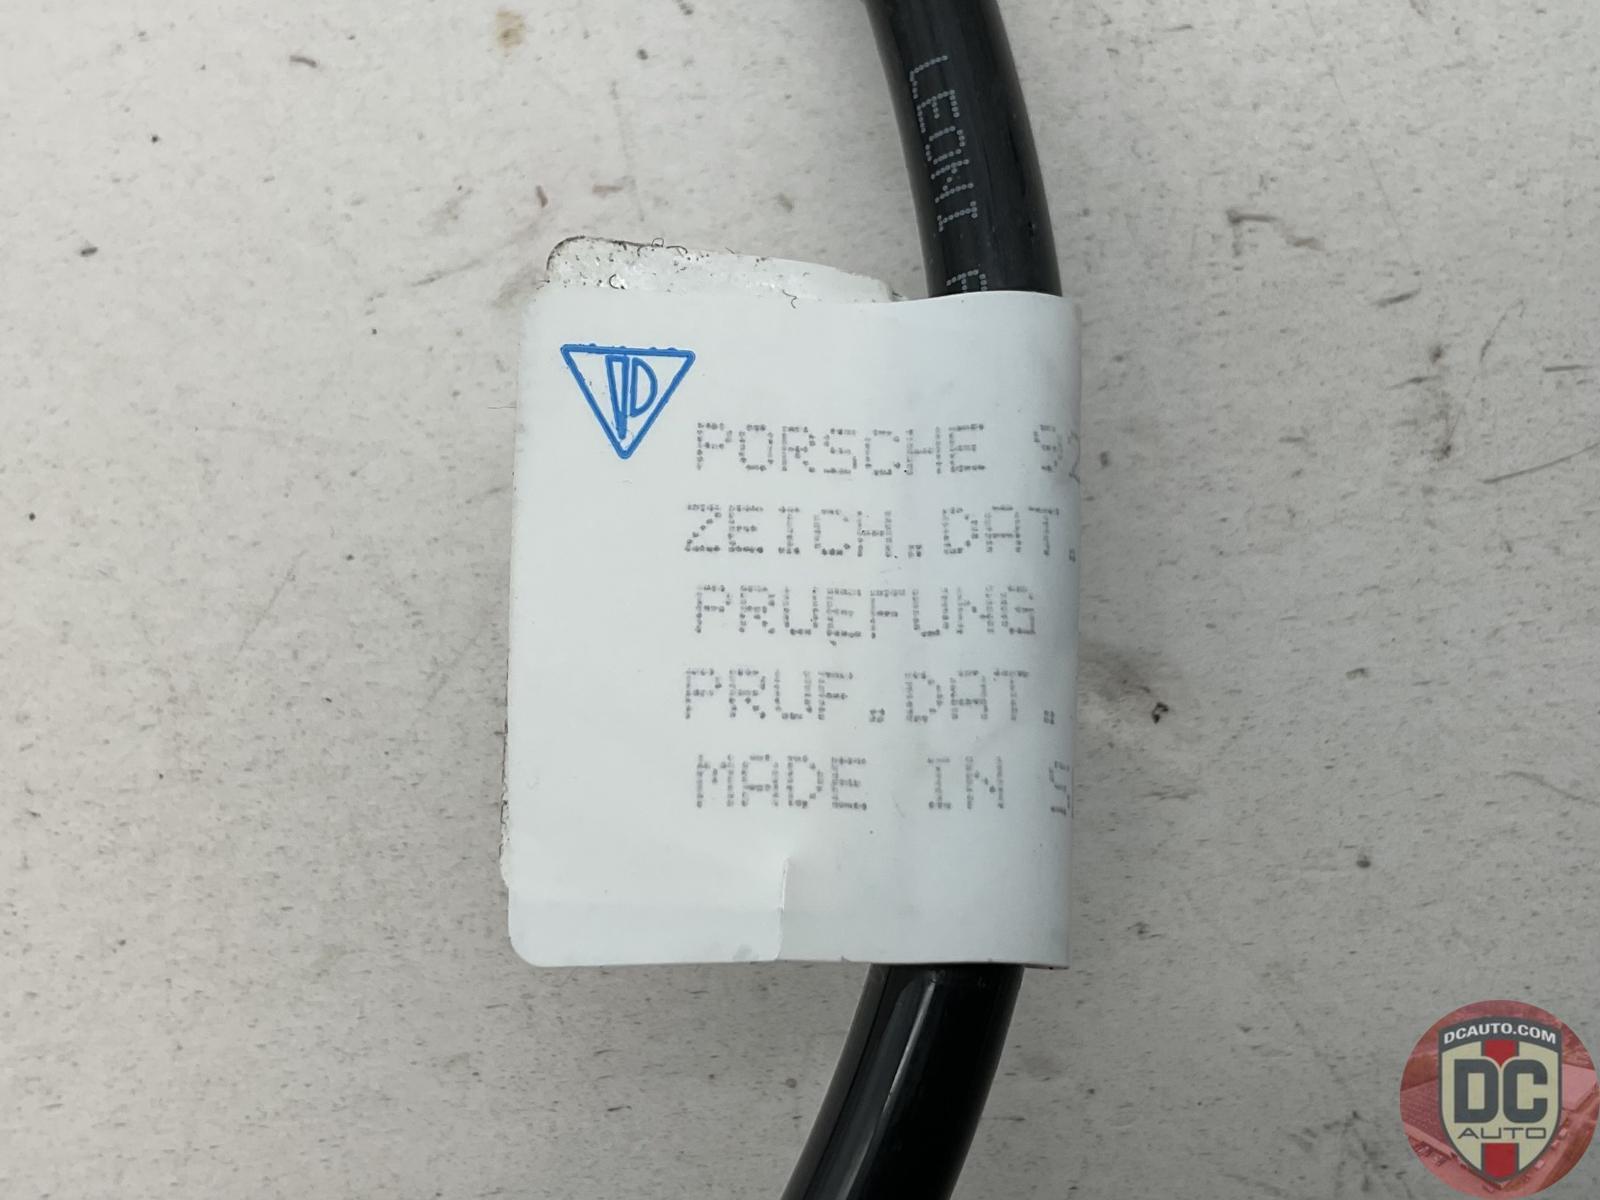 LEONI
PORSCHE
ZEICH.DAT.
PRUEFUNG
PRUF.DAT.
MADE IN
DCAUTO.COM
DC
AUTO